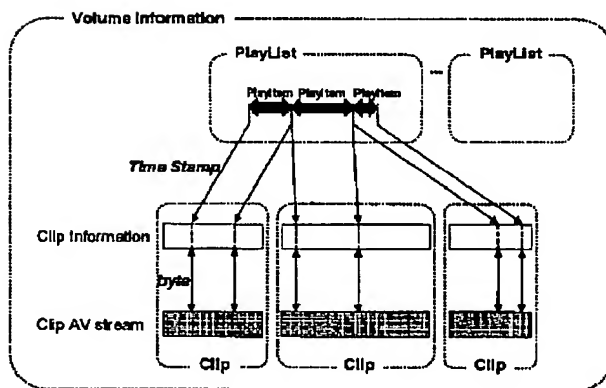 Volume Information
PlayList
PlayList
PlayItem PlayItem PlayItem
Time Stamp
Clip Information
byte
Clip AV stream
Clip
Clip
Clip